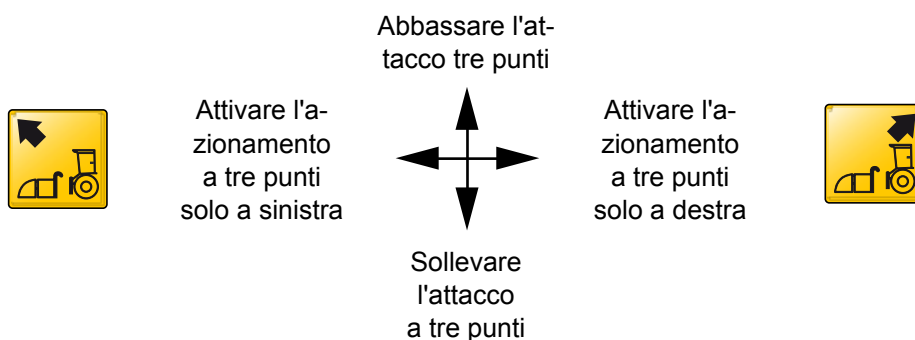 Abbassare l'at-
tacco tre punti
Attivare l'a-
zionamento
a tre punti
solo a sinistra
Attivare l'a-
zionamento
a tre punti
solo a destra
Sollevare
l'attacco
a tre punti